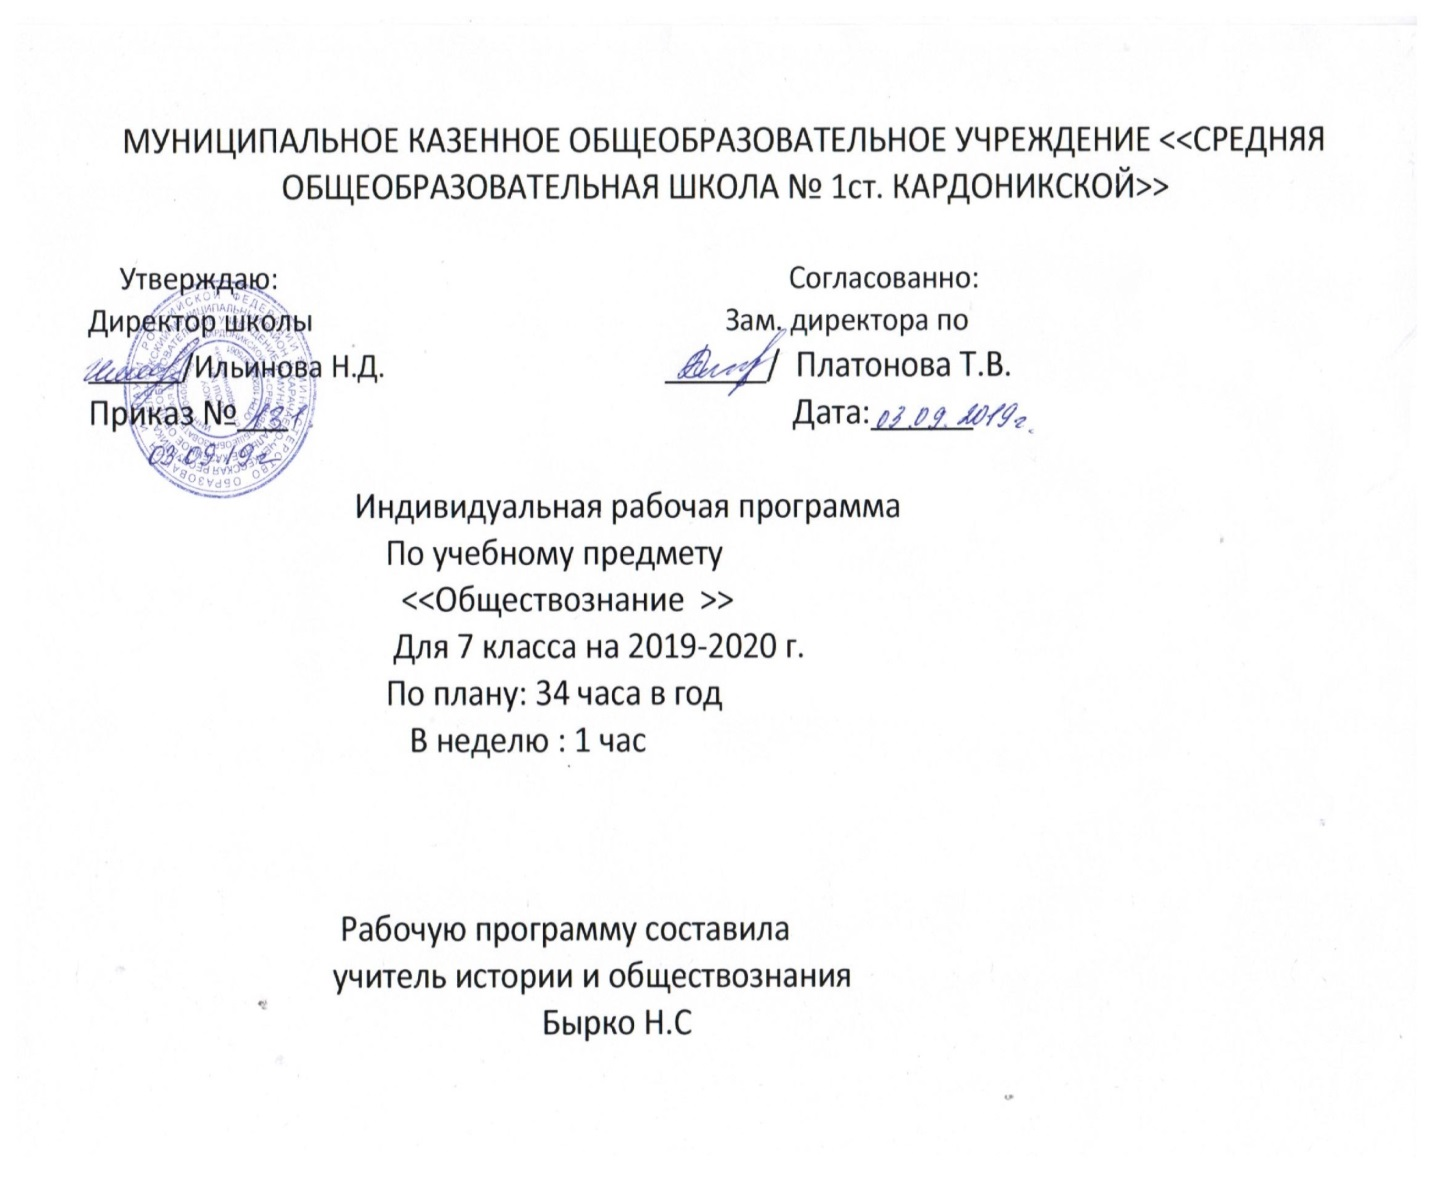 МУНИЦИПАЛЬНОЕ КАЗЕННОЕ ОБЩЕОБРАЗОВАТЕЛЬНОЕ УЧРЕЖДЕНИЕ <<СРЕДНЯЯ
ОБЩЕОБРАЗОВАТЕЛЬНАЯ ШКОЛА № 1ст. КАРДОНИКСКОЙ>>
Утверждаю:
Директор школы
/Ильинова Н.Д.
Приказ № 131
03.09.19г
Согласованно:
Зам. директора по
/ Платонова Т.В.
Дата: 03.09.2019г.
Индивидуальная рабочая программа
По учебному предмету
<<Обществознание >>
Для 7 класса на 2019-2020 г.
По плану: 34 часа в год
В неделю : 1 час
Рабочую программу составила
учитель истории и обществознания
Бырко Н.С